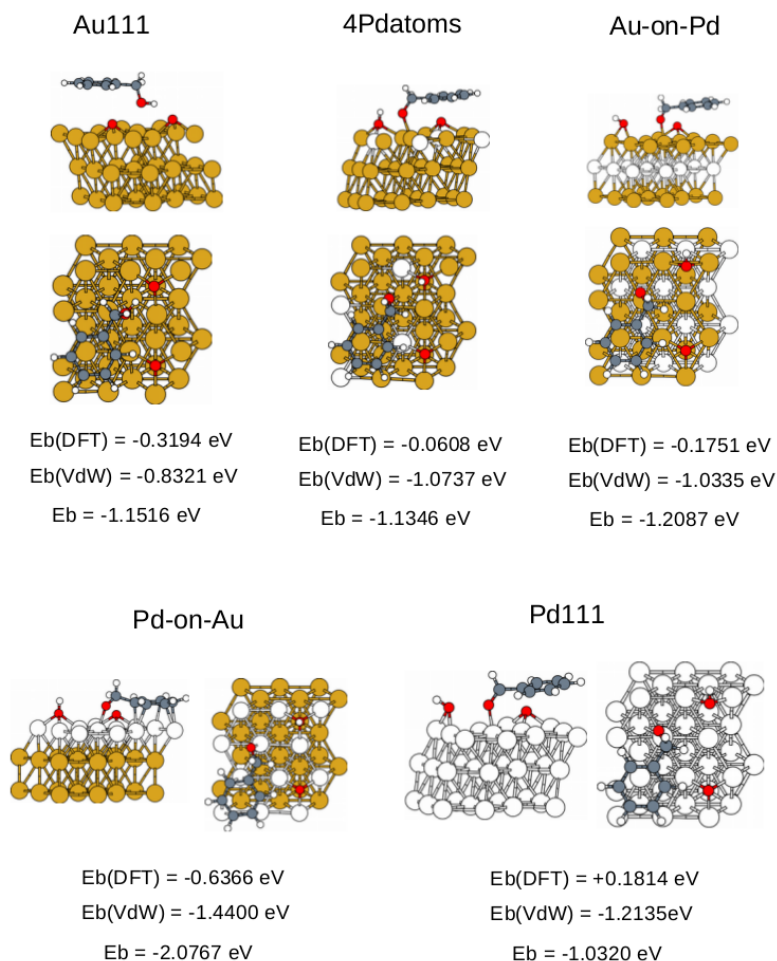 Au111
4Pdatoms
Au-on-Pd
Eb(DFT) = -0.3194 eV
Eb(VdW) = -0.8321 eV
Eb = -1.1516 eV
Eb(DFT) = -0.0608 eV
Eb(VdW) = -1.0737 eV
Eb = -1.1346 eV
Eb(DFT) = -0.1751 eV
Eb(VdW) = -1.0335 eV
Eb = -1.2087 eV
Pd-on-Au
Pd111
Eb(DFT) = -0.6366 eV
Eb(VdW) = -1.4400 eV
Eb = -2.0767 eV
Eb(DFT) = +0.1814 eV
Eb(VdW) = -1.2135eV
Eb = -1.0320 eV